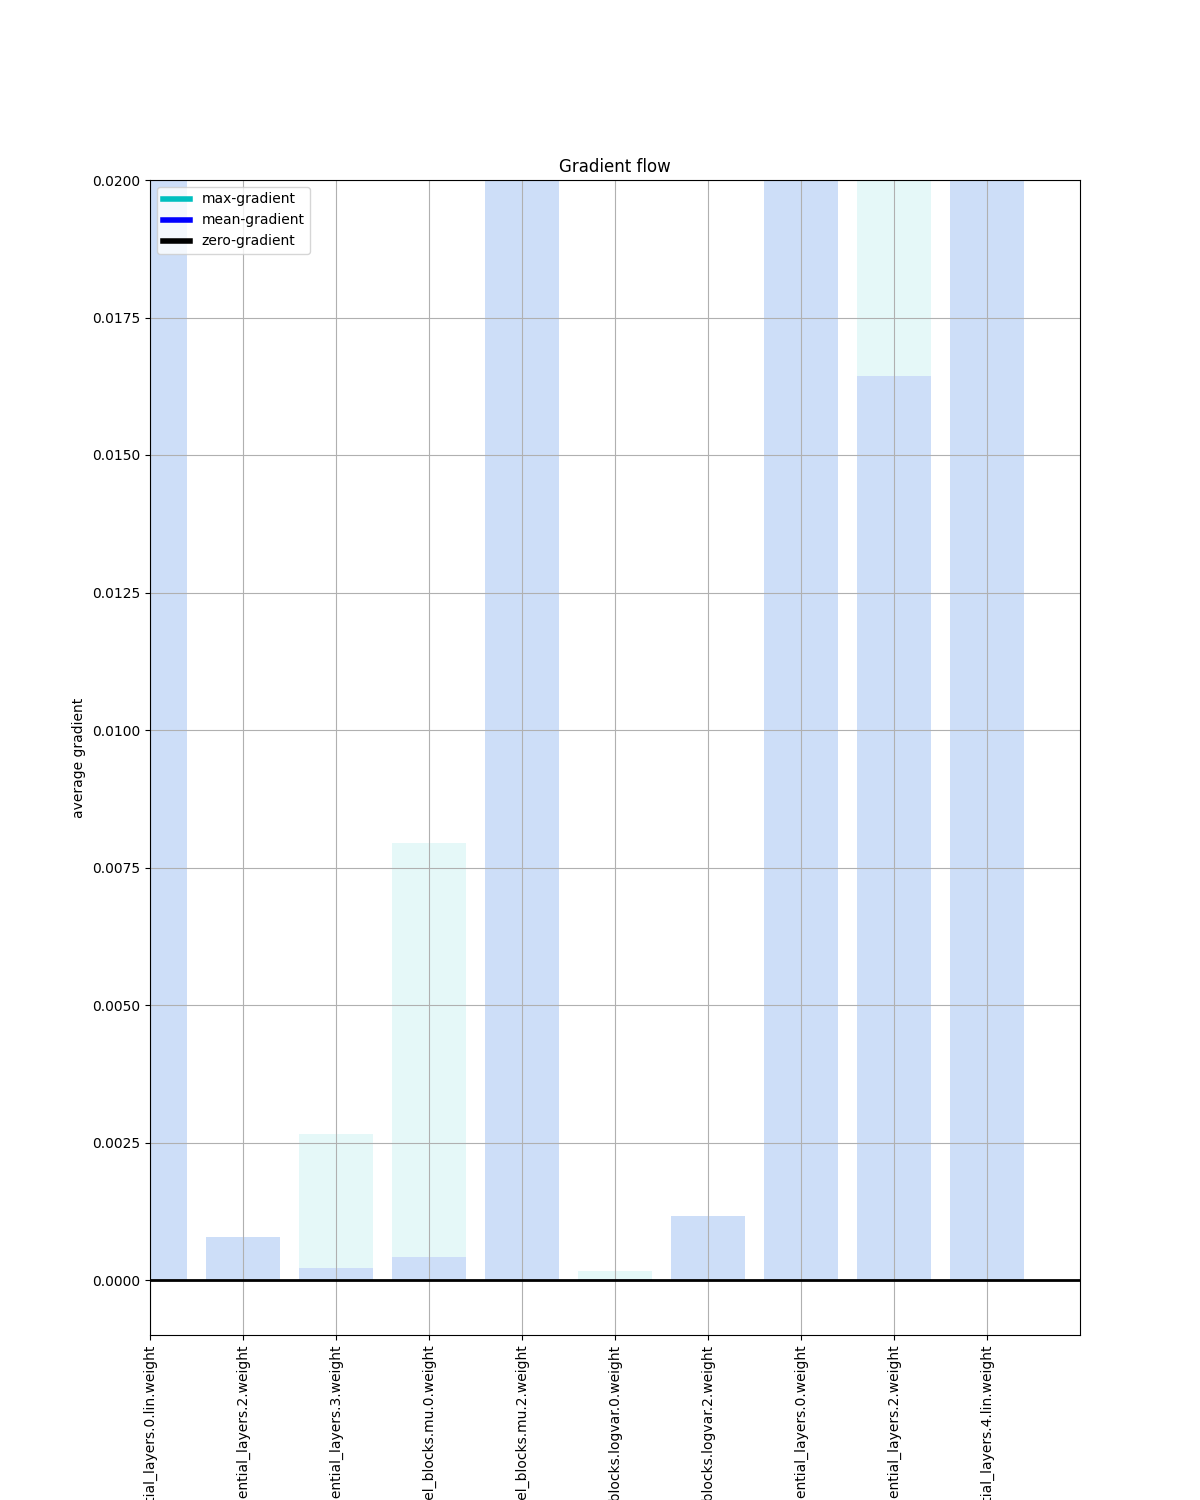 Gradient flow
max-gradient
mean-gradient
zero-gradient
0.0200
0.0175
0.0150
0.0125
0.0100
0.0075
0.0050
0.0025
0.0000
average gradient
tial_layers.0.lin.weight
ential_layers.2.weight
ential_layers.3.weight
el_blocks.mu.0.weight
el_blocks.mu.2.weight
blocks.logvar.0.weight
blocks.logvar.2.weight
ential_layers.0.weight
ential_layers.2.weight
tial_layers.4.lin.weight